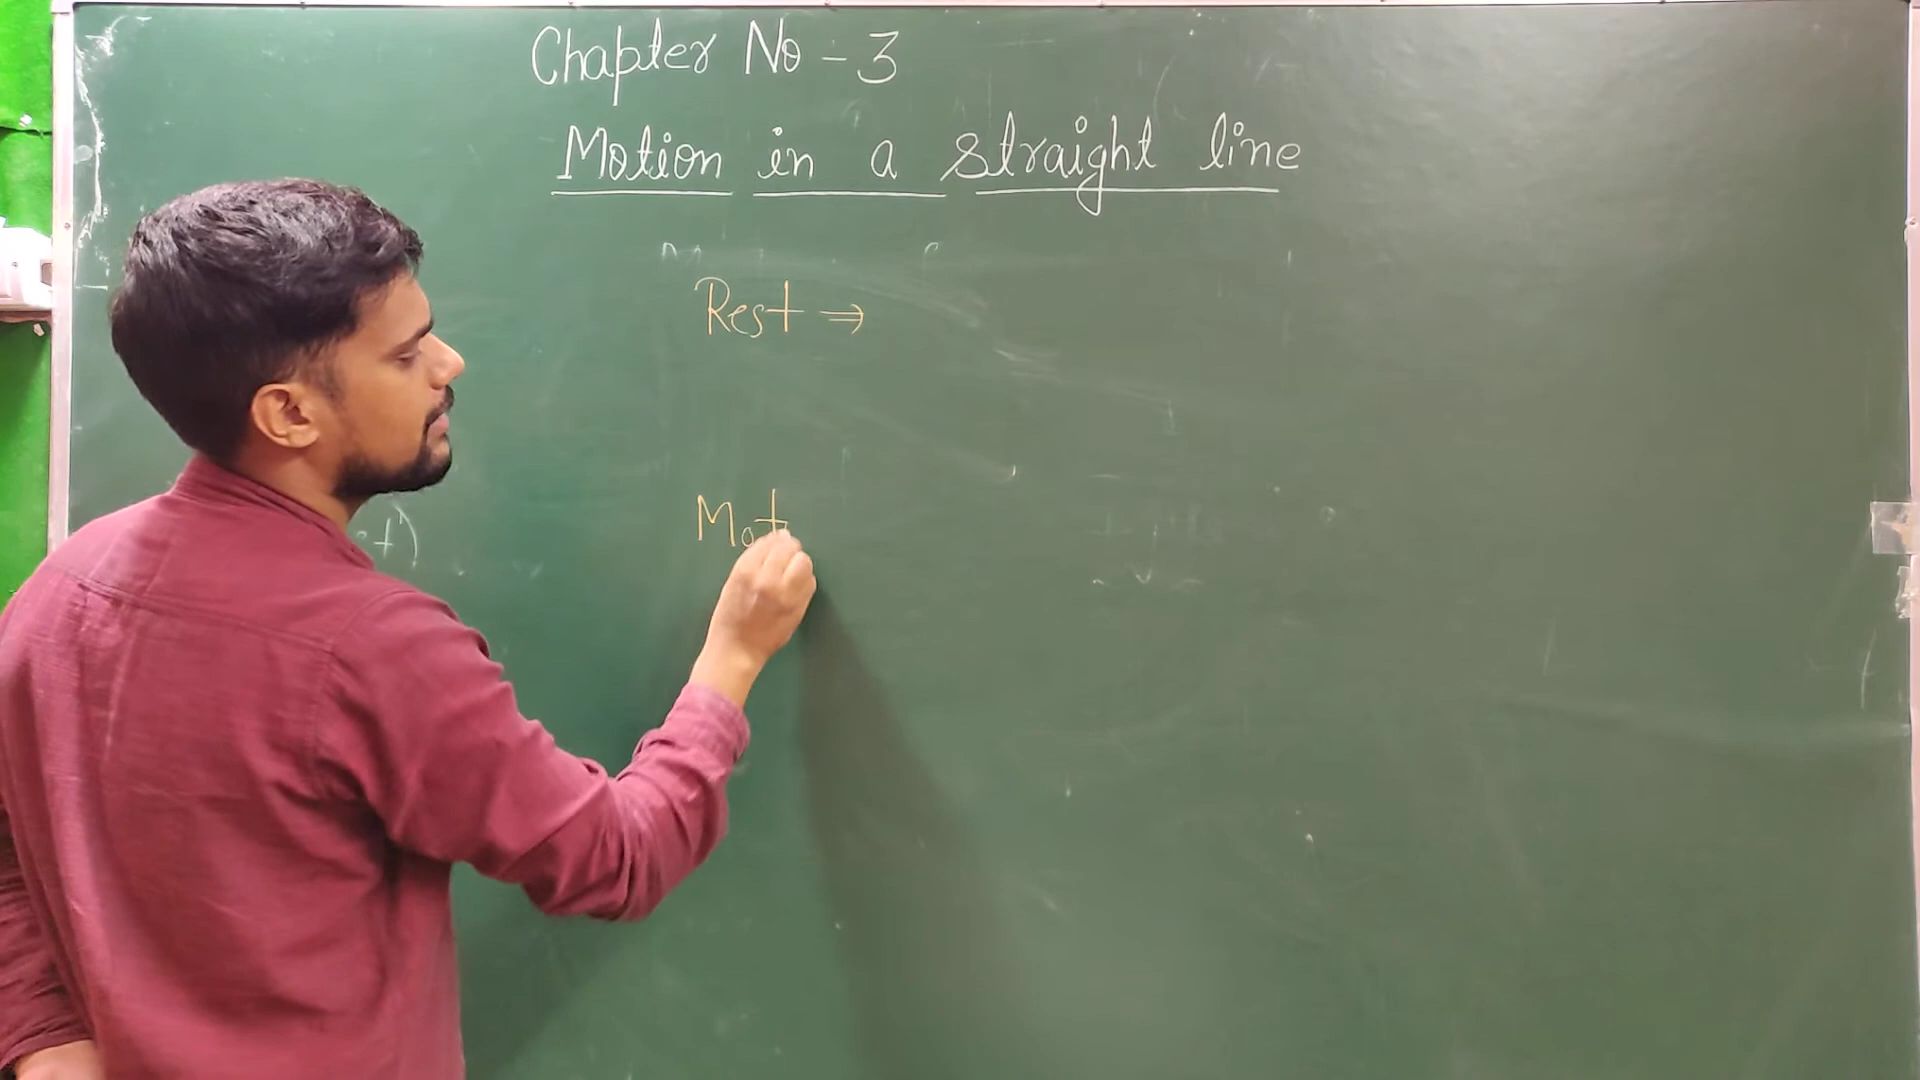 Chapter No - 3
Motion in a straight line
Rest ⇒
Mot